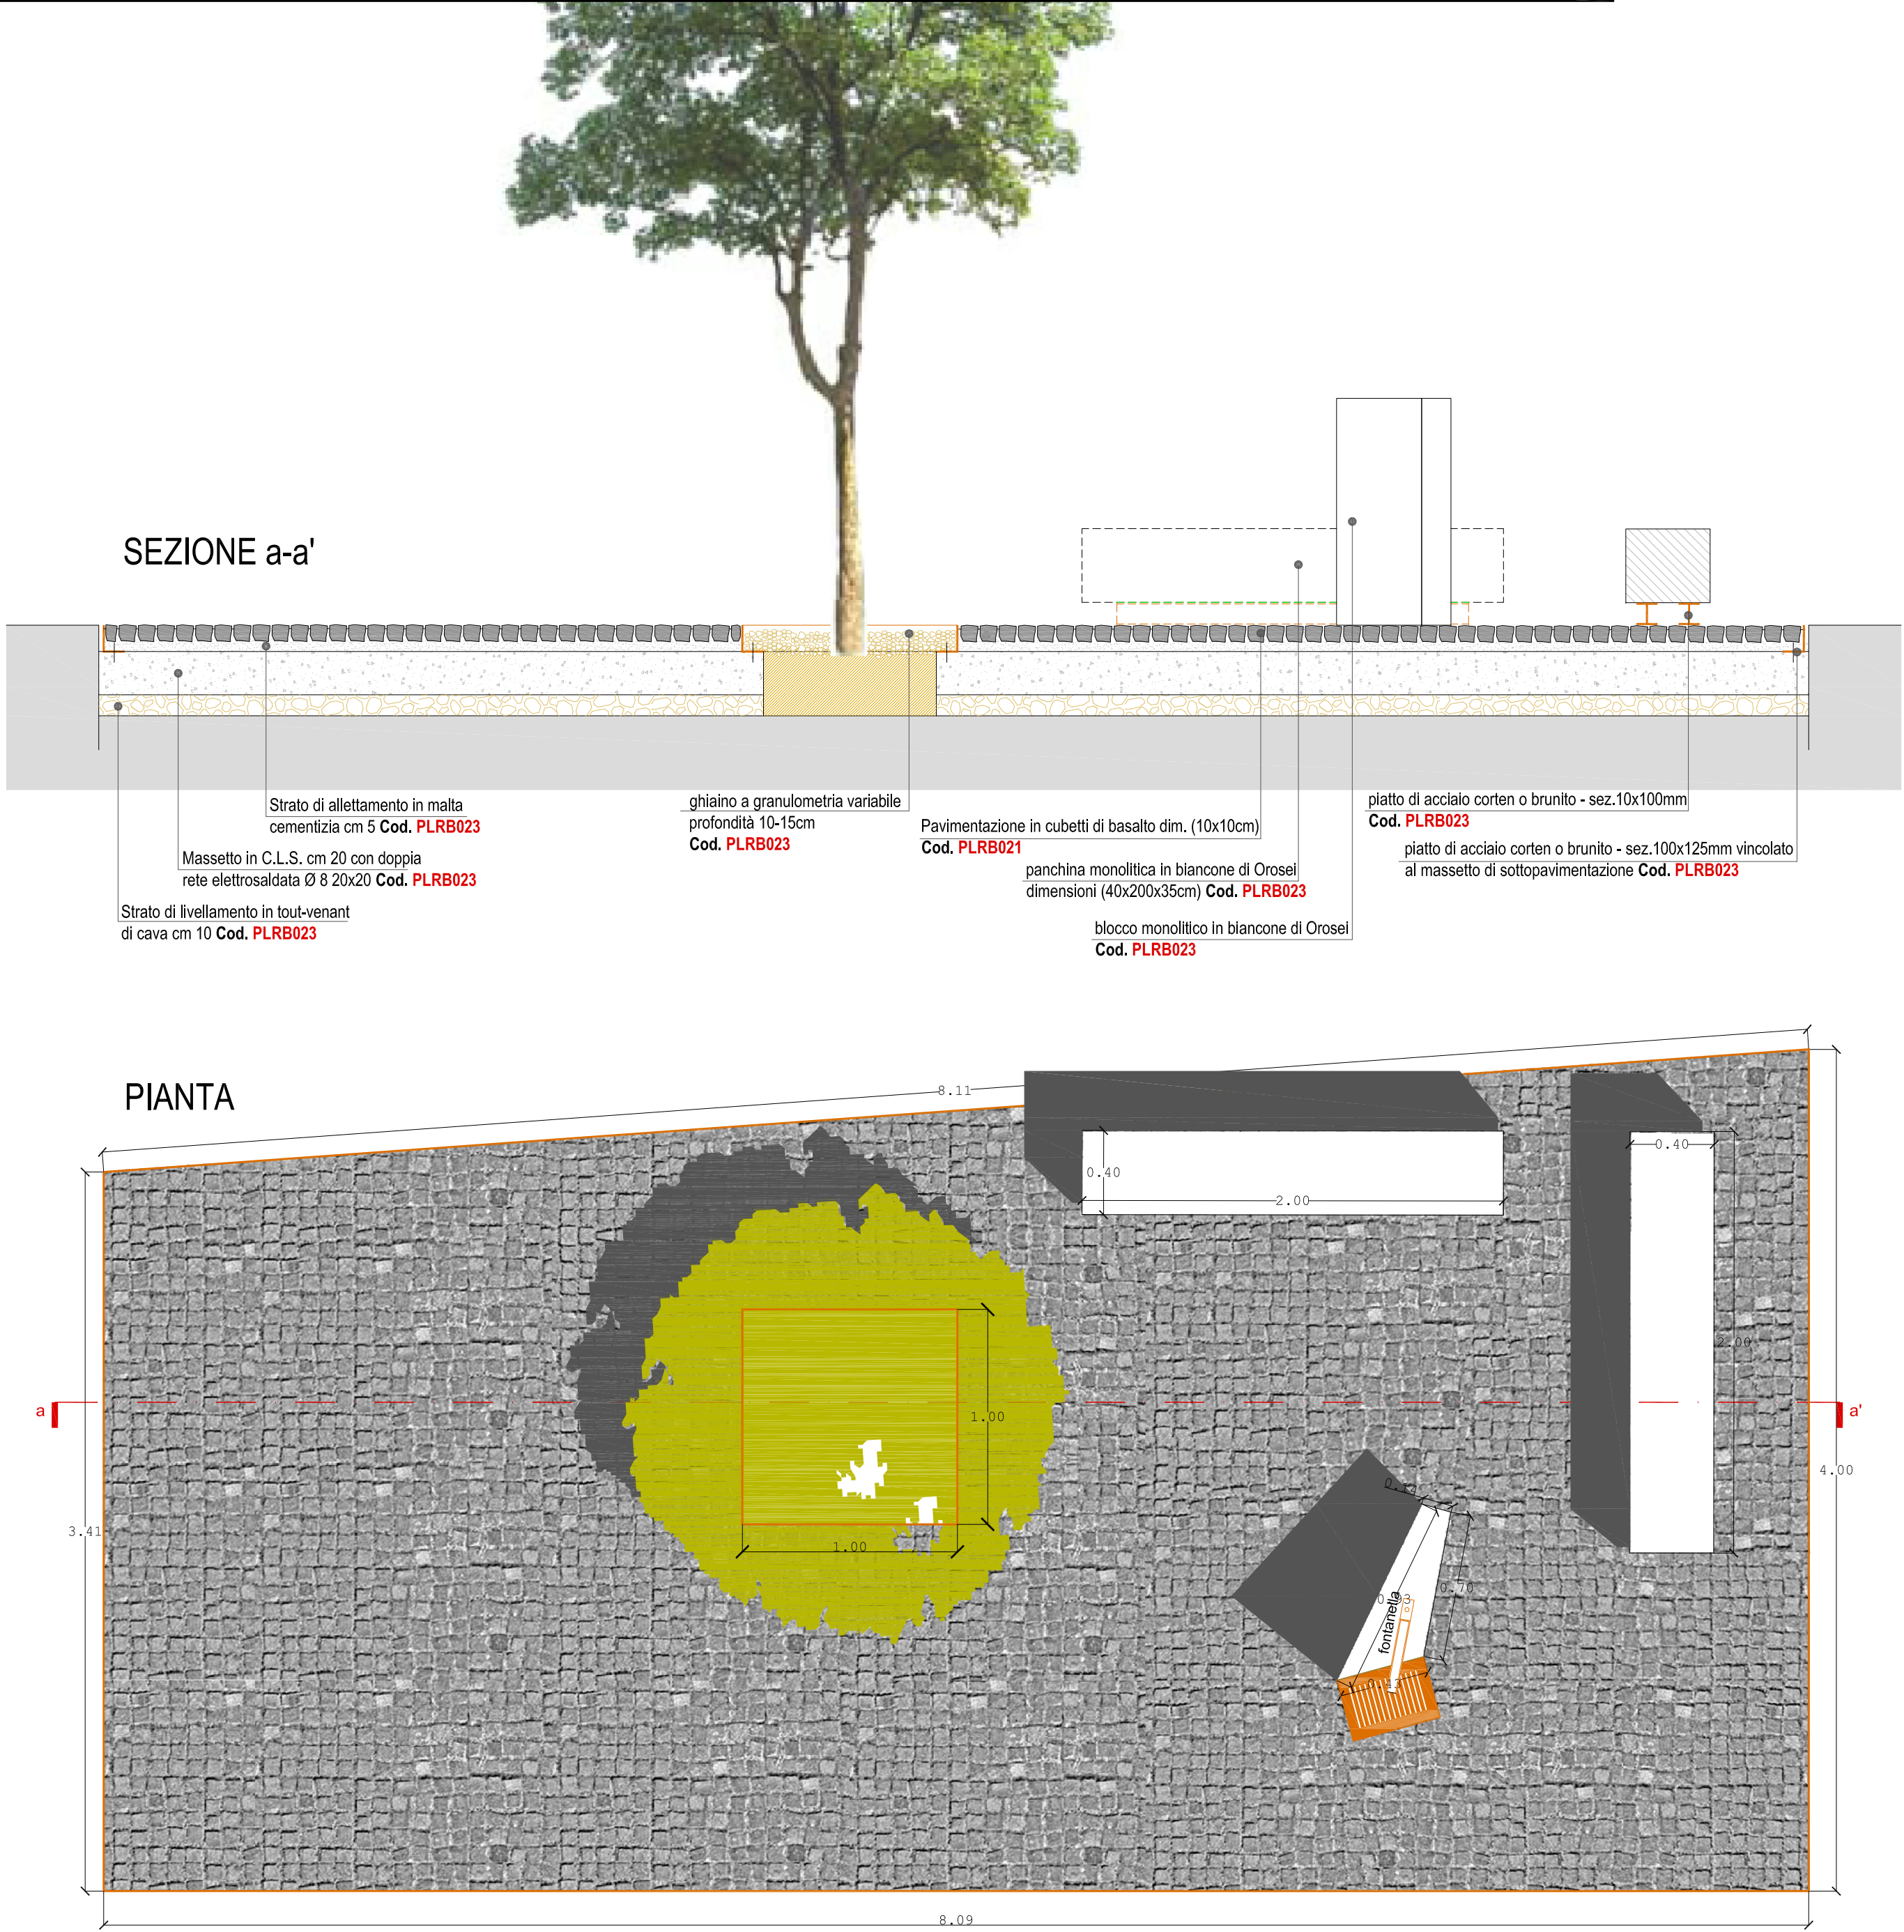 SEZIONE a-a'
Strato di allettamento in malta
cementizia cm 5 Cod. PLRB023
Massetto in C.L.S. cm 20 con doppia
rete elettrosaldata Ø 8 20x20 Cod. PLRB023
Strato di livellamento in tout-venant
di cava cm 10 Cod. PLRB023
ghiaino a granulometria variabile
profondità 10-15cm
Cod. PLRB023
Pavimentazione in cubetti di basalto dim. (10x10cm)
Cod. PLRB021
panchina monolitica in biancone di Orosei
dimensioni (40x200x35cm) Cod. PLRB023
blocco monolitico in biancone di Orosei
Cod. PLRB023
piatto di acciaio corten o brunito - sez.10x100mm
Cod. PLRB023
piatto di acciaio corten o brunito - sez.100x125mm vincolato
al massetto di sottopavimentazione Cod. PLRB023
PIANTA
8.11
0.40
2.00
0.40
2.00
a
a'
1.00
1.00
3.41
4.00
0.70
fontanella
8.09